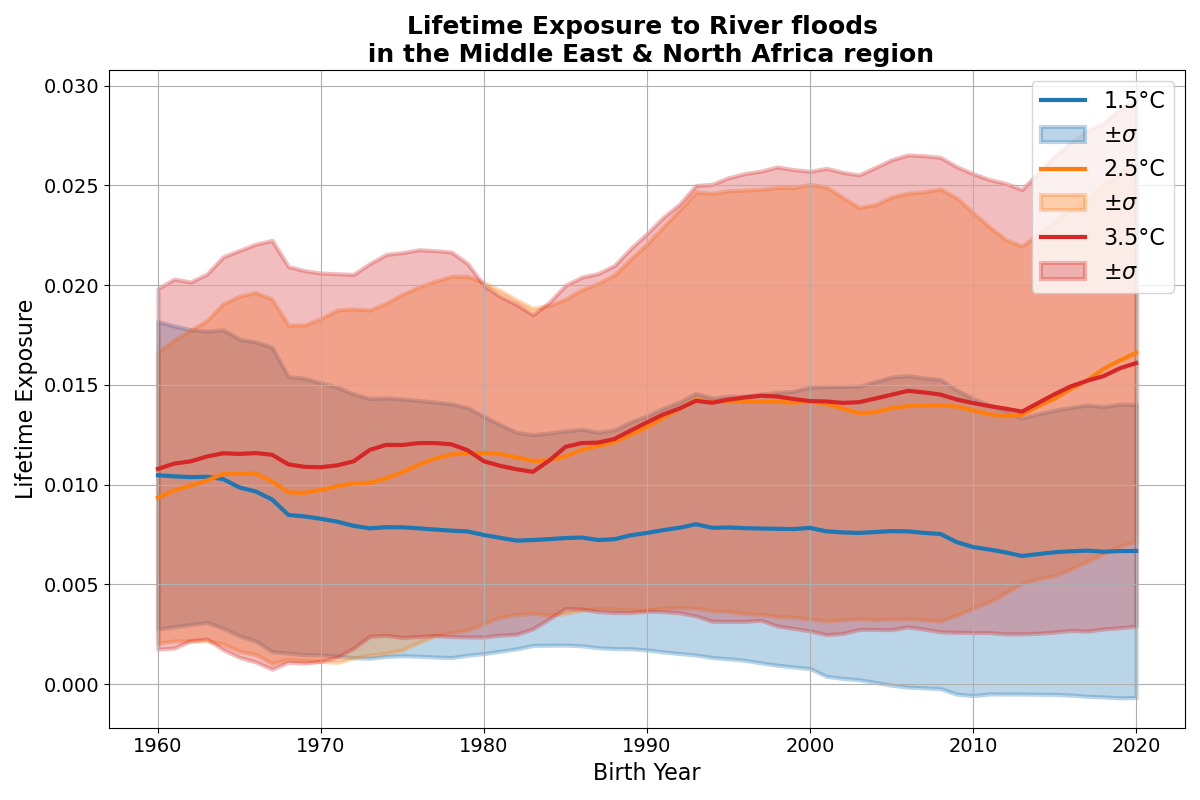 Lifetime Exposure to River floods
in the Middle East & North Africa region
Lifetime Exposure
0.030
0.025
0.020
0.015
0.010
0.005
0.000
1960
1970
1980
1990
2000
2010
2020
Birth Year
1.5°C
±σ
2.5°C
±σ
3.5°C
±σ